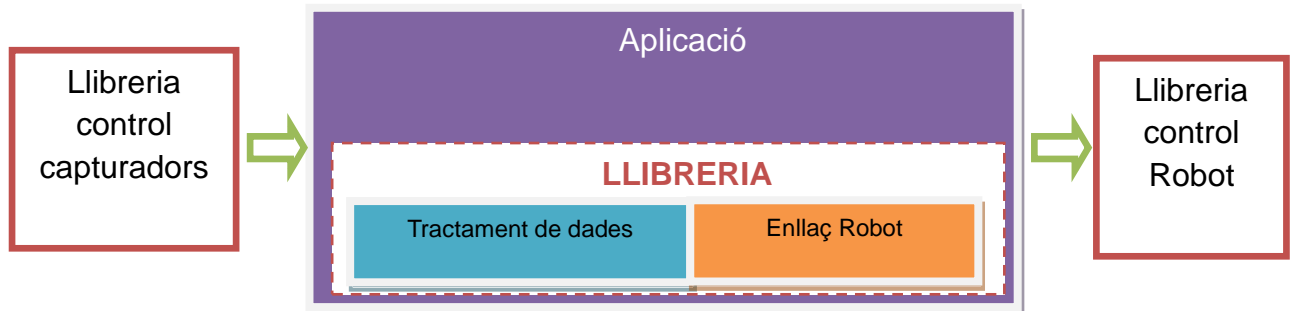 Llibreria
control
capturadors
Aplicació
LLIBRERIA
Tractament de dades
Enllaç Robot
Llibreria
control
Robot